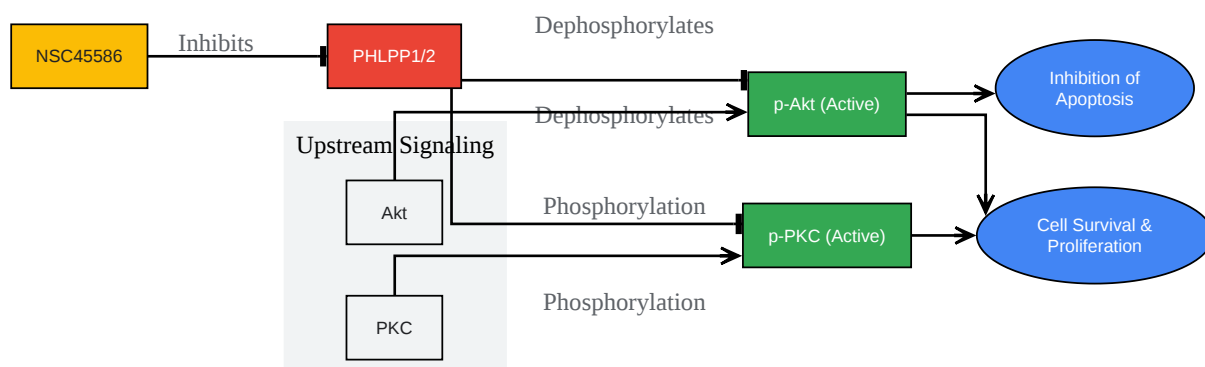 Dephosphorylates
NSC45586
Inhibits
PHLPP1/2
Inhibition of
Apoptosis
p-Akt (Active)
Dephosphorylates
Upstream Signaling
Akt
Phosphorylation
p-PKC (Active)
Cell Survival &
Proliferation
PKC
Phosphorylation